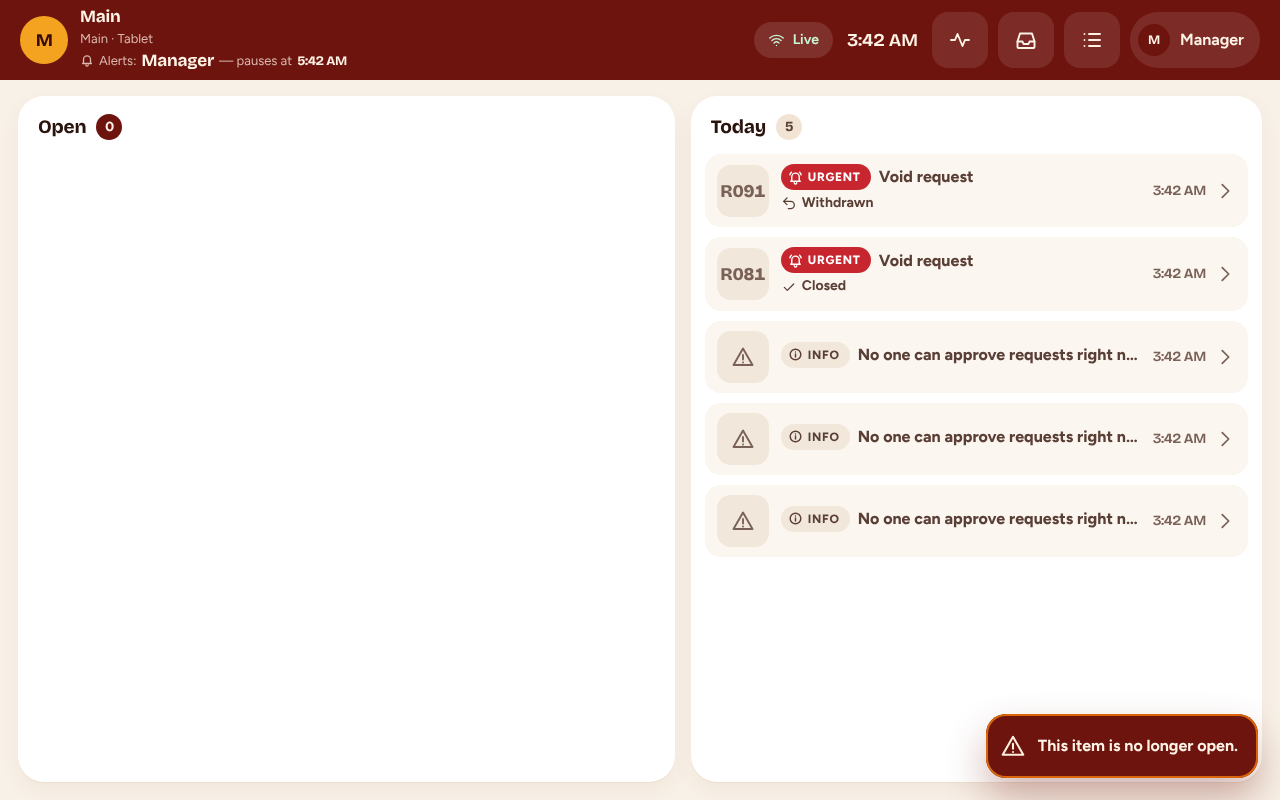 M
Main
Main · Tablet
Alerts: Manager — pauses at 5:42 AM
Live
3:42 AM
M
Manager
Open 0
Today 5
R091
URGENT Void request
Withdrawn
3:42 AM
R081
URGENT Void request
Closed
3:42 AM
INFO No one can approve requests right n... 3:42 AM
INFO No one can approve requests right n... 3:42 AM
INFO No one can approve requests right n... 3:42 AM
This item is no longer open.